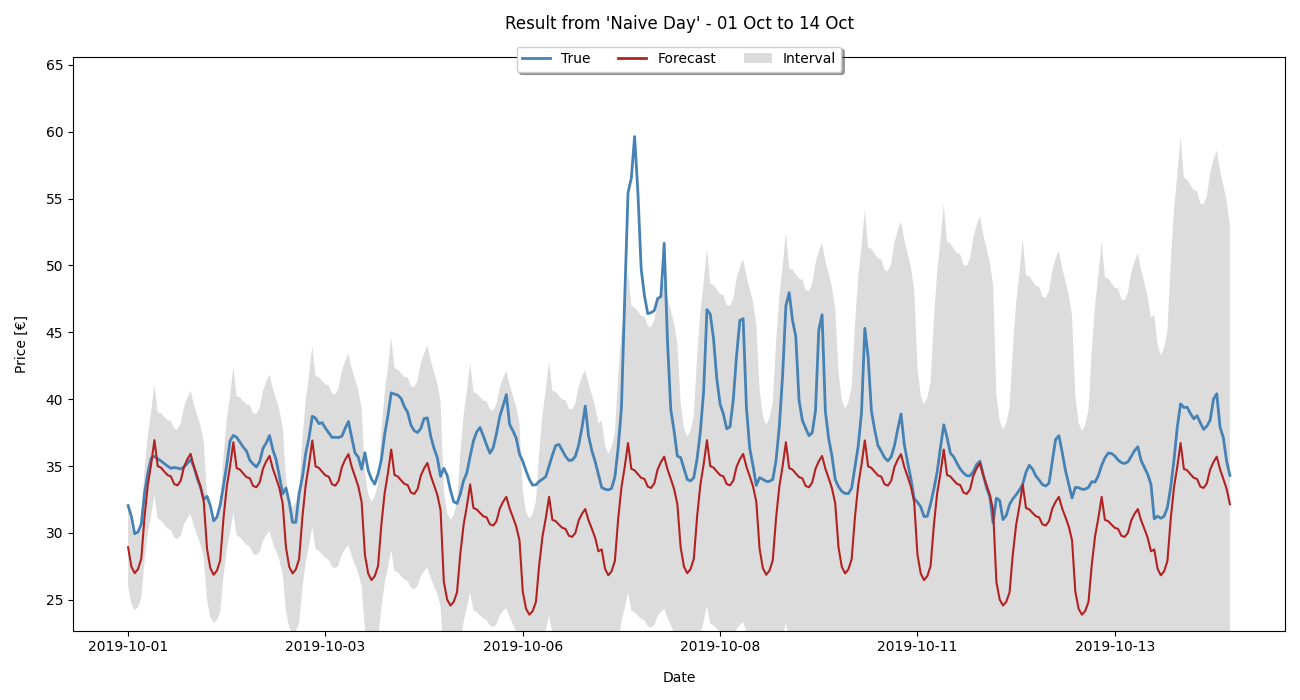 Result from 'Naive Day' - 01 Oct to 14 Oct
True Forecast Interval
65
60
55
50
45
40
35
30
25
Price [€]
2019-10-01 2019-10-03 2019-10-06 2019-10-08 2019-10-11 2019-10-13
Date